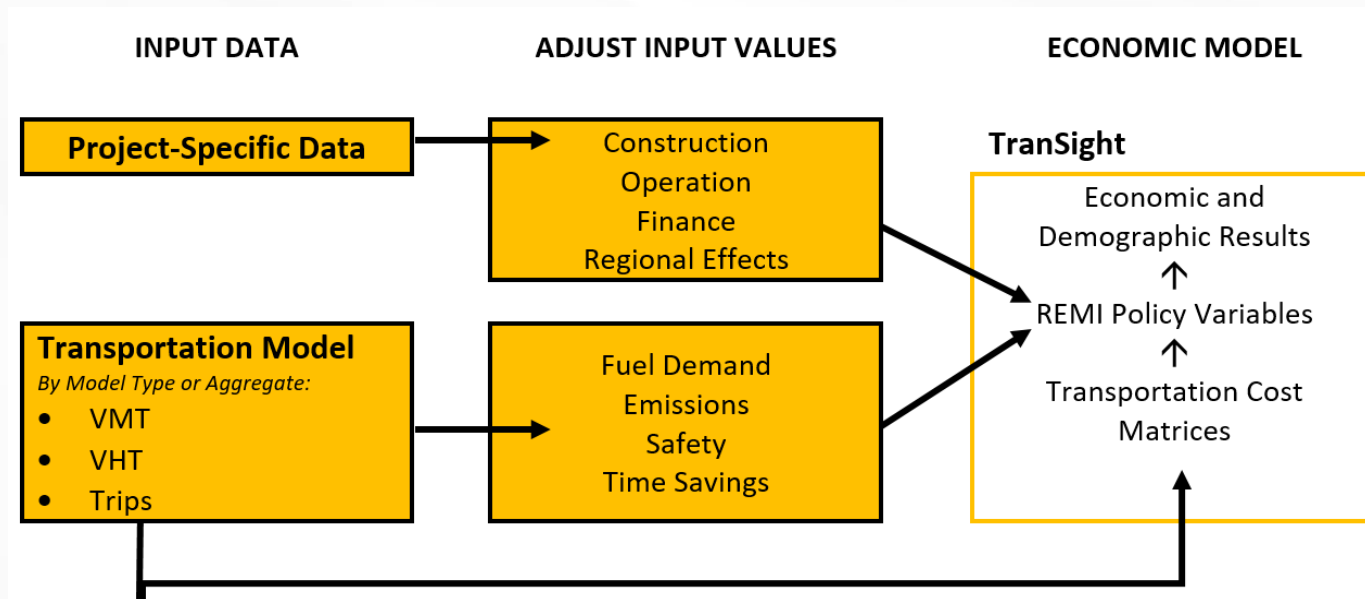 INPUT DATA
ADJUST INPUT VALUES
ECONOMIC MODEL
Project-Specific Data
Construction
Operation
Finance
Regional Effects
TranSight
Economic and
Demographic Results
↑
REMI Policy Variables
↑
Transportation Cost
Matrices
Transportation Model
By Model Type or Aggregate:
• VMT
• VHT
• Trips
Fuel Demand
Emissions
Safety
Time Savings